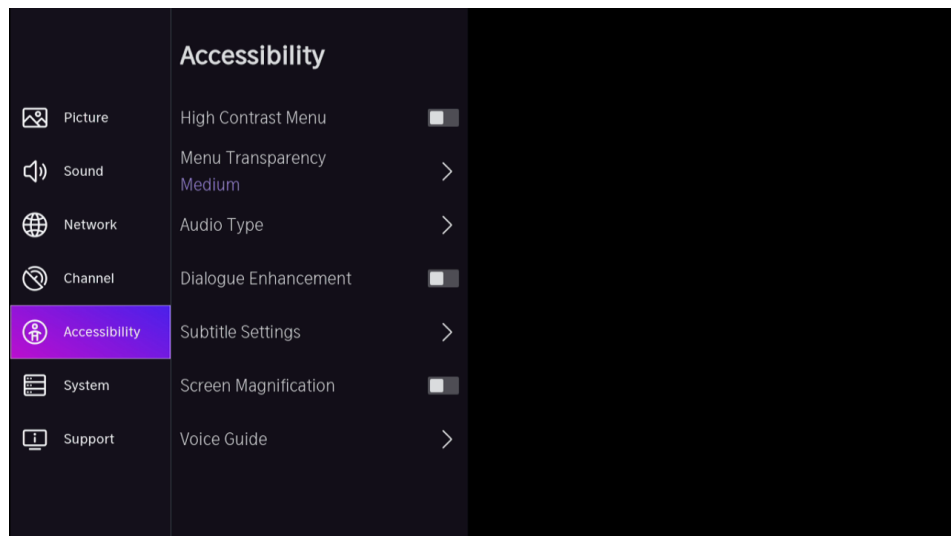 Accessibility
Picture
High Contrast Menu
Sound
Menu Transparency
Medium
Network
Audio Type
Channel
Dialogue Enhancement
Accessibility
Subtitle Settings
System
Screen Magnification
Support
Voice Guide